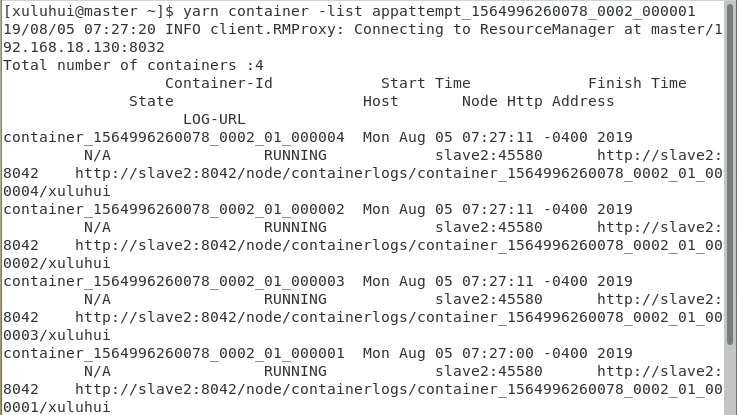 [xuluhui@master ~]$ yarn container -list appattempt_1564996260078_0002_000001
19/08/05 07:27:20 INFO client.RMProxy: Connecting to ResourceManager at master/1
92.168.18.130:8032
Total number of containers :4
Container-Id Start Time Finish Time
State Host Node Http Address
LOG-URL
container_1564996260078_0002_01_000004 Mon Aug 05 07:27:11 -0400 2019
N/A RUNNING slave2:45580 http://slave2:
8042 http://slave2:8042/node/containerlogs/container_1564996260078_0002_01_00
0004/xuluhui
container_1564996260078_0002_01_000002 Mon Aug 05 07:27:11 -0400 2019
N/A RUNNING slave2:45580 http://slave2:
8042 http://slave2:8042/node/containerlogs/container_1564996260078_0002_01_00
0002/xuluhui
container_1564996260078_0002_01_000003 Mon Aug 05 07:27:11 -0400 2019
N/A RUNNING slave2:45580 http://slave2:
8042 http://slave2:8042/node/containerlogs/container_1564996260078_0002_01_00
0003/xuluhui
container_1564996260078_0002_01_000001 Mon Aug 05 07:27:00 -0400 2019
N/A RUNNING slave2:45580 http://slave2:
8042 http://slave2:8042/node/containerlogs/container_1564996260078_0002_01_00
0001/xuluhui